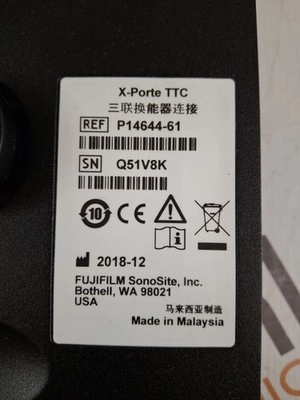 X-Porte TTC
三联换能器连接
REF P14644-61
SN Q51V8K
10 CE
2018-12
FUJIFILM SonoSite, Inc.
Bothell, WA 98021
USA
马来西亚制造
Made in Malaysia